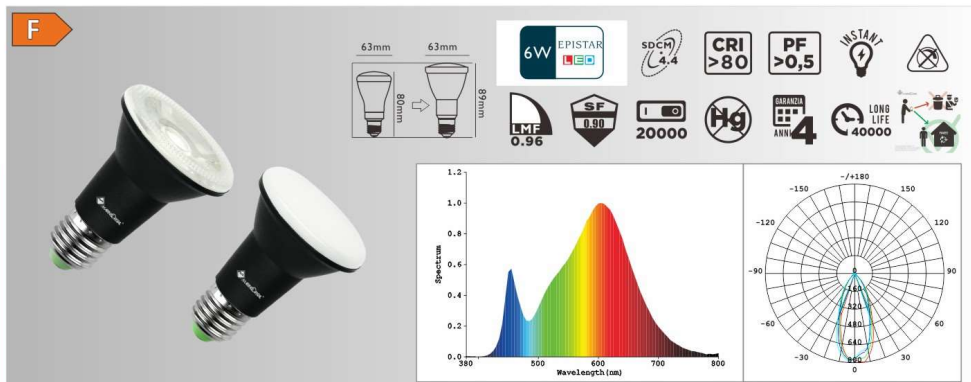 F
63mm
63mm
80mm
89mm
6W
EPISTAR
LED
SDCM
4.4
CRI
>80
PF
>0,5
INSTANT
LMF
0.96
SF
0.90
20000
Hg
GARANZIA
ANNI
4
LONG
LIFE
40000
1.2
1.0
0.8
0.6
0.4
0.2
0.0
Spectrum
380
500
600
700
800
Wavelength(nm)
-/+180
-150
150
-120
120
-90
90
-60
60
-30
30
0
0
160
320
480
640
800